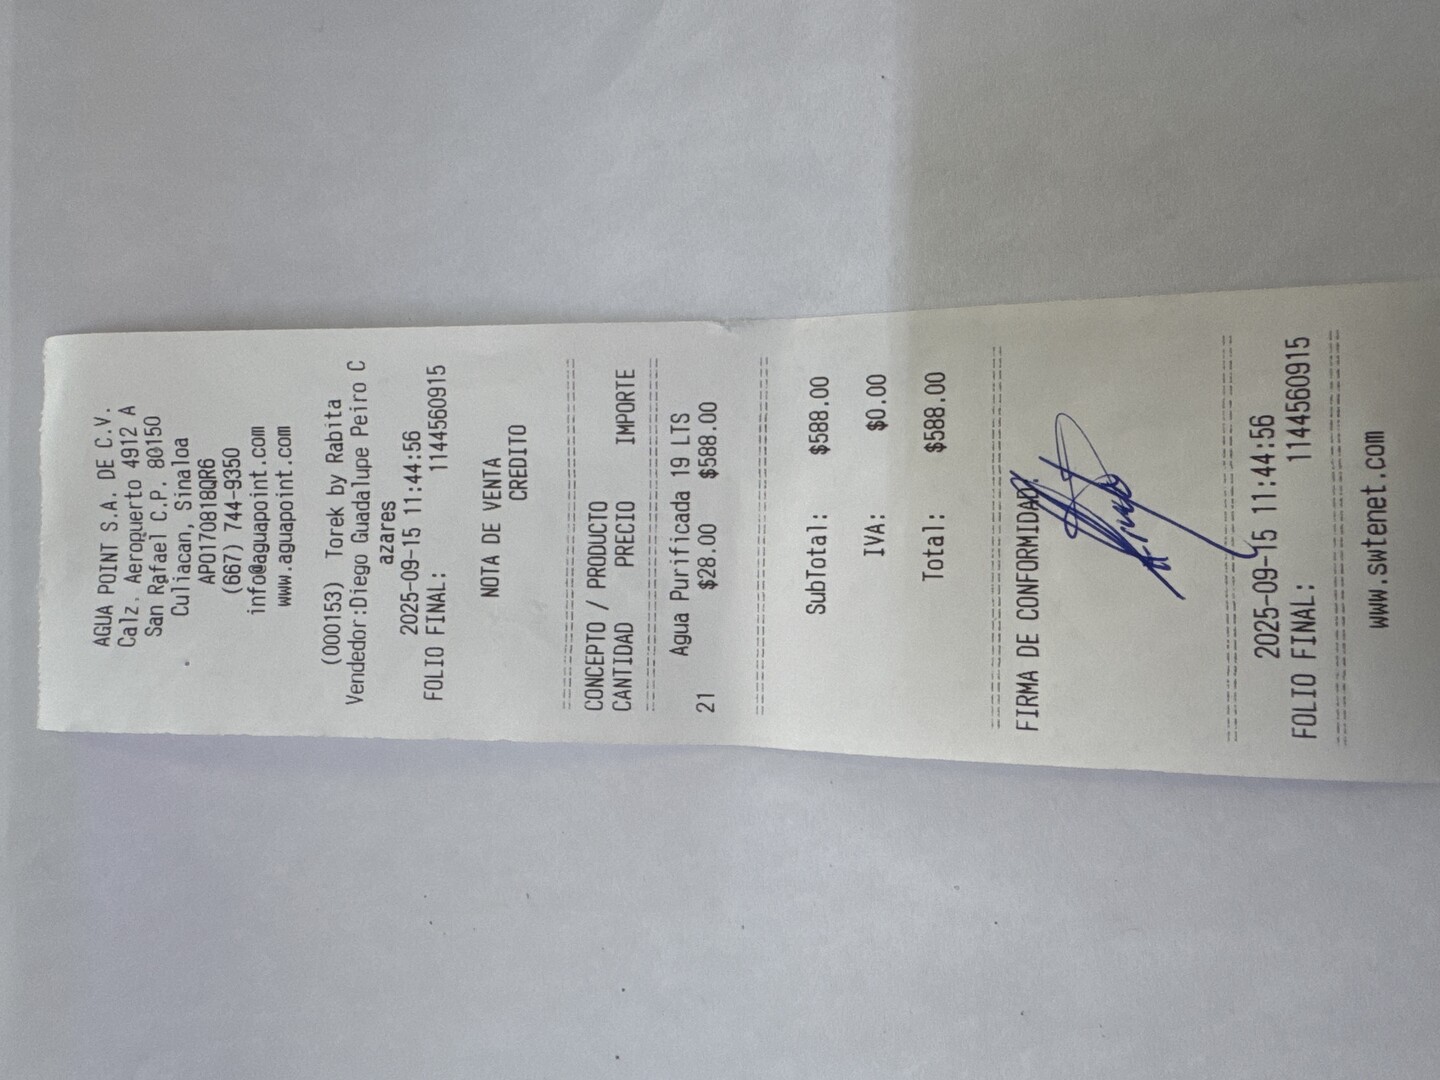 AGUA POINT S.A. DE C.V.
Calz. Aeropuerto 4912 A
San Rafael C.P. 80150
Culiacan, Sinaloa
APO170818QR6
(667) 744-9350
info@aguapoint.com
www.aguapoint.com
(000153) Torek by Rabita
Vendedor:Diego Guadalupe Peiro C
azares
2025-09-15 11:44:56
FOLIO FINAL: 1144560915
NOTA DE VENTA
CREDITO
CONCEPTO / PRODUCTO
CANTIDAD PRECIO IMPORTE
Agua Purificada 19 LTS
21 $28.00 $588.00
SubTotal: $588.00
IVA: $0.00
Total: $588.00
FIRMA DE CONFORMIDAD.
2025-09-15 11:44:56
FOLIO FINAL: 1144560915
www.swtenet.com